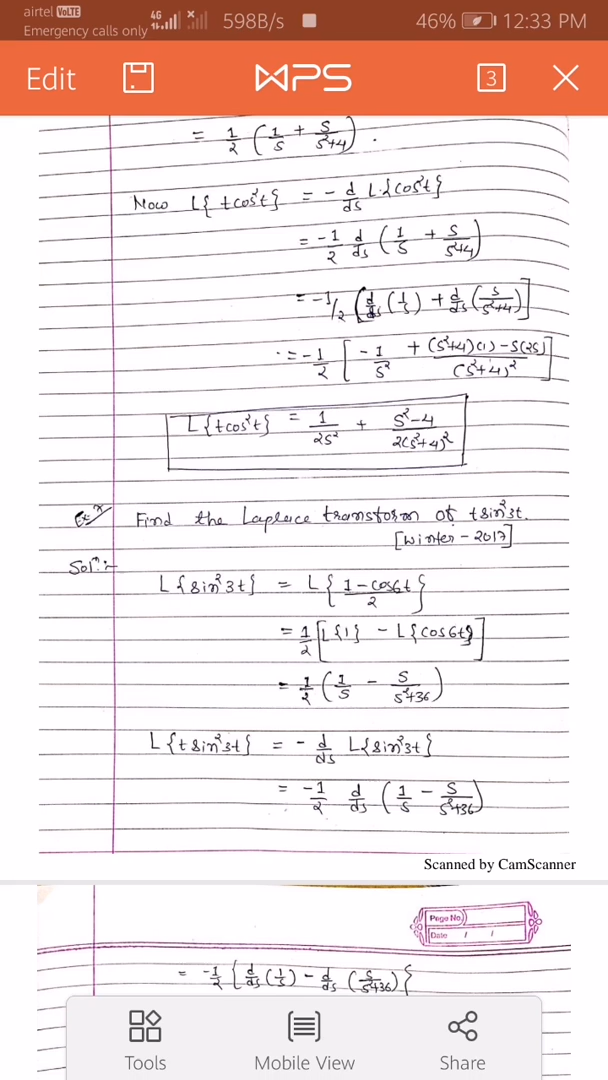 airtel VoLTE 4G 598B/s 46% 12:33 PM
Emergency calls only
Edit WPS 3
= 1/2 (1/s + s/s²+4).
Now L{tcos²t} = -d/ds L{cos²t}
= -1/2 d/ds (1/s + s/s²+4)
= -1/2 [d/ds (1/s) + d/ds (s/s²+4)]
= -1/2 [-1/s² + (s²+4)(1)-s(2s)/(s²+4)²]
L{tcos²t} = 1/2s² + s²-4/2(s²+4)²
Ex Find the Laplace transform of tsin²3t.
[Winter-2017]
Solⁿ:-
L{sin²3t} = L{1-cos6t/2}
= 1/2 [L{1} - L{cos6t}]
= 1/2 (1/s - s/s²+36)
L{tsin²3t} = -d/ds L{sin²3t}
= -1/2 d/ds (1/s - s/s²+36)
Scanned by CamScanner
Page No.
Date / /
= -1/2 {d/ds (1/s) - d/ds (s/s²+36)}
Tools Mobile View Share